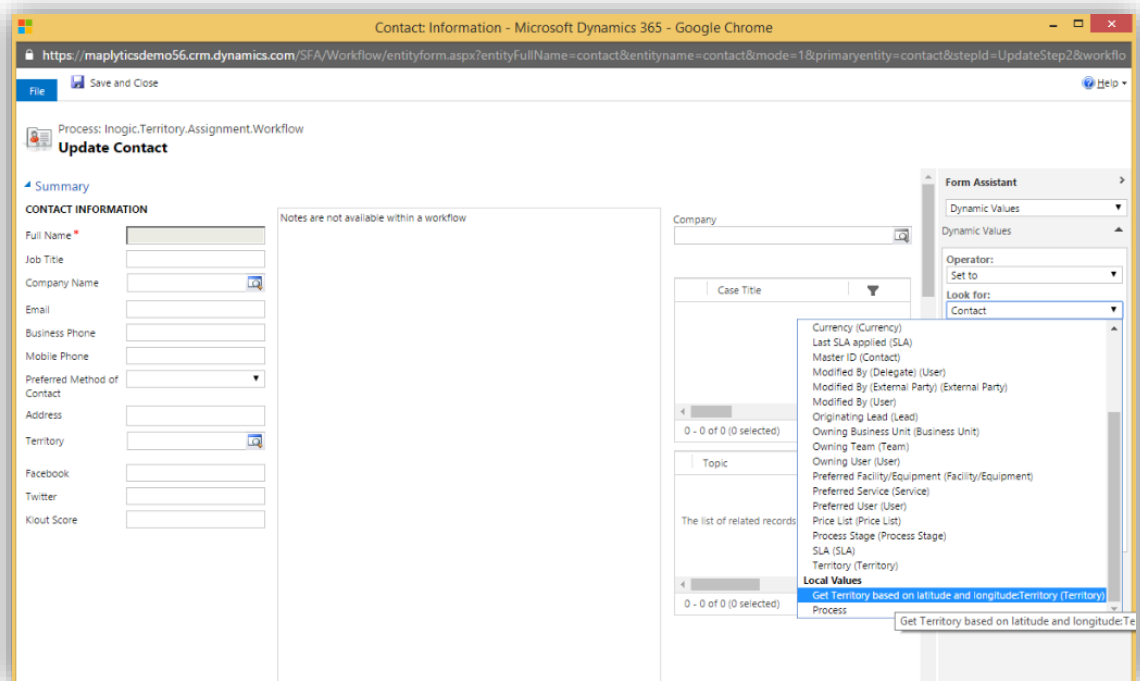 Contact: Information - Microsoft Dynamics 365 - Google Chrome
https://maplyticsdemo56.crm.dynamics.com/SFA/Workflow/entityform.aspx?entityFullName=contact&entityname=contact&mode=1&primaryentity=contact&stepId=UpdateStep2&workflo
File
Save and Close
Help
Process: Inogic.Territory.Assignment.Workflow
Update Contact
Summary
CONTACT INFORMATION
Full Name *
Job Title
Company Name
Email
Business Phone
Mobile Phone
Preferred Method of
Contact
Address
Territory
Facebook
Twitter
Klout Score
Notes are not available within a workflow
Company
Case Title
0 - 0 of 0 (0 selected)
Topic
The list of related records
0 - 0 of 0 (0 selected)
Form Assistant
Dynamic Values
Dynamic Values
Operator:
Set to
Look for:
Contact
Currency (Currency)
Last SLA applied (SLA)
Master ID (Contact)
Modified By (Delegate) (User)
Modified By (External Party) (External Party)
Modified By (User)
Originating Lead (Lead)
Owning Business Unit (Business Unit)
Owning Team (Team)
Owning User (User)
Preferred Facility/Equipment (Facility/Equipment)
Preferred Service (Service)
Preferred User (User)
Price List (Price List)
Process Stage (Process Stage)
SLA (SLA)
Territory (Territory)
Local Values
Get Territory based on latitude and longitude:Territory (Territory)
Process
Get Territory based on latitude and longitude:Te